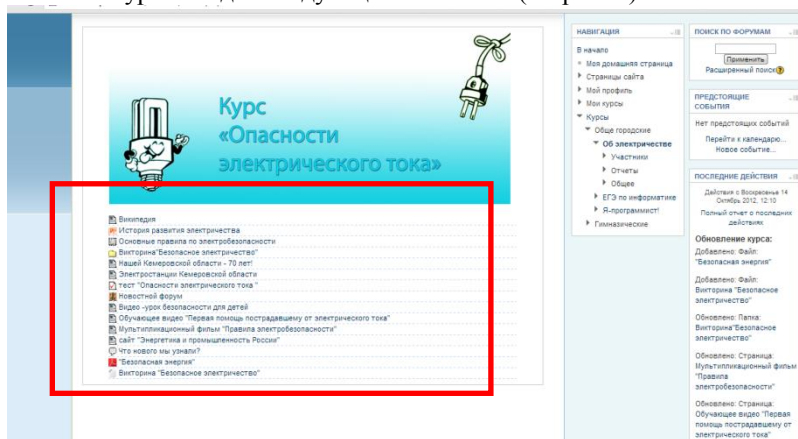 Курс
«Опасности
электрического тока»
Википедия
История развития электричества
Основные правила по электробезопасности
Викторина"Безопасное электричество"
Нашей Кемеровской области - 70 лет!
Электростанции Кемеровской области
тест "Опасности электрического тока "
Новостной форум
Видео -урок безопасности для детей
Обучающее видео "Первая помощь пострадавшему от электрического тока"
Мультипликационный фильм "Правила электробезопасности"
сайт "Энергетика и промышленность России"
Что нового мы узнали?
"Безопасная энергия"
Викторина "Безопасное электричество"
НАВИГАЦИЯ
В начало
Моя домашняя страница
Страницы сайта
Мой профиль
Мои курсы
Курсы
Обще городские
Об электричестве
Участники
Отчеты
Общее
ЕГЭ по информатике
Я-программист!
Гимназические
ПОИСК ПО ФОРУМАМ
Применить
Расширенный поиск
ПРЕДСТОЯЩИЕ
СОБЫТИЯ
Нет предстоящих событий
Перейти к календарю...
Новое событие...
ПОСЛЕДНИЕ ДЕЙСТВИЯ
Действия с Воскресенье 14
Октябрь 2012, 12:10
Полный отчет о последних
действиях
Обновление курса:
Добавлено: Файл:
"Безопасная энергия"
Добавлено: Файл:
Викторина "Безопасное
электричество"
Обновлено: Папка:
Викторина"Безопасное
электричество"
Обновлено: Страница:
Мультипликационный фильм
"Правила
электробезопасности"
Обновлено: Страница:
Обучающее видео "Первая
помощь пострадавшему от
электрического тока"